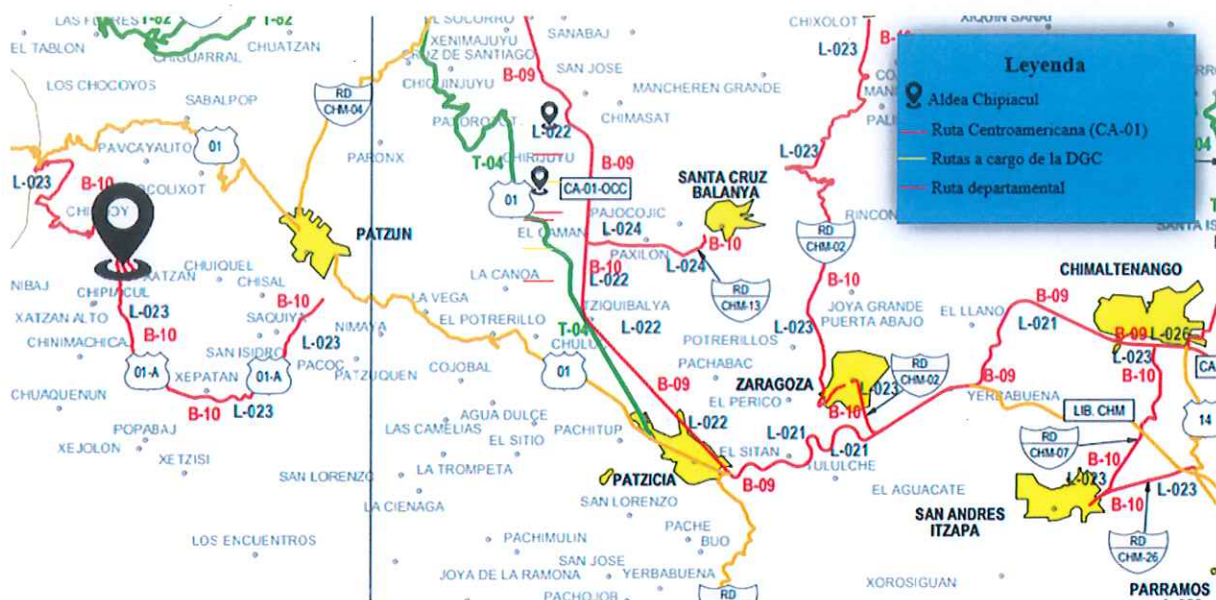 LAS FLORES
T-82
T-82
EL TABLON
CHUATZAN
CHIGUARRAL
LOS CHOCOYOS
SABALPOP
01
PAVCAYAUTO
L-023
B-10
RD
CHM-04
PARONX
PATZUN
XATZAN
CHUIQUEL
NIBAJ
CHIPIACUL
CHISAL
L-023
B-10
XATZAN ALTO
SAQUIYA
NIMAYA
CHINIMACHICA
B-10
SAN ISIDRO
L-023
PACOC
PATZUQUEN
01-A
XEPATAN
01-A
CHUAQUENUN
B-10
L-023
POPABAJ
XEJOLON
XETZISI
SAN LORENZO
LOS ENCUENTROS
EL SOCORRO
XENIMAJUYU
SANABAJ
CRUZ DE SANTIAGO
B-09
SAN JOSE
MANCHEREN GRANDE
L-022
CHIMASAT
CHIRIJUYU
B-09
T-04
01
CA-01-OCC
SANTA CRUZ
BALANYA
PAJOCOJIC
EL CAMAN
L-024
B-10
PAXILON
L-024
LA CANOA
B-10
L-022
RD
CHM-13
LA VEGA
TZIQUIBALYA
EL POTRERILLO
T-04
L-022
POTRERILLOS
COJOBAL
01
PACHABAC
B-09
AGUA DULCE
L-022
EL PERICO
LAS CAMELIAS
PACHITUP
EL SITIO
EL SITAN
LA TROMPETA
PATZICIA
B-09
LA CIENAGA
SAN LORENZO
PACHE
BUO
PACHIMULIN
SAN JOSE
JOYA DE LA RAMONA
YERBABUENA
PACHOJOB
RD
CHIXOLOT
XIQUIN SANAI
L-023
L-023
RD
CHM-02
B-10
JOYA GRANDE
PUERTA ABAJO
L-023
ZARAGOZA
L-023
RD
CHM-02
B-10
L-021
L-021
TULULCHE
EL LLANO
B-09
L-021
CHIMALTENANGO
B-09
L-026
L-023
B-10
B-09
YERBABUENA
LIB. CHM
14
RD
CHM-07
B-10
L-023
EL AGUACATE
SAN ANDRES
ITZAPA
B-10
L-023
RD
CHM-26
XOROSIGUAN
PARRAMOS
Leyenda
Aldea Chipiacul
Ruta Centroamericana (CA-01)
Rutas a cargo de la DGC
Ruta departamental